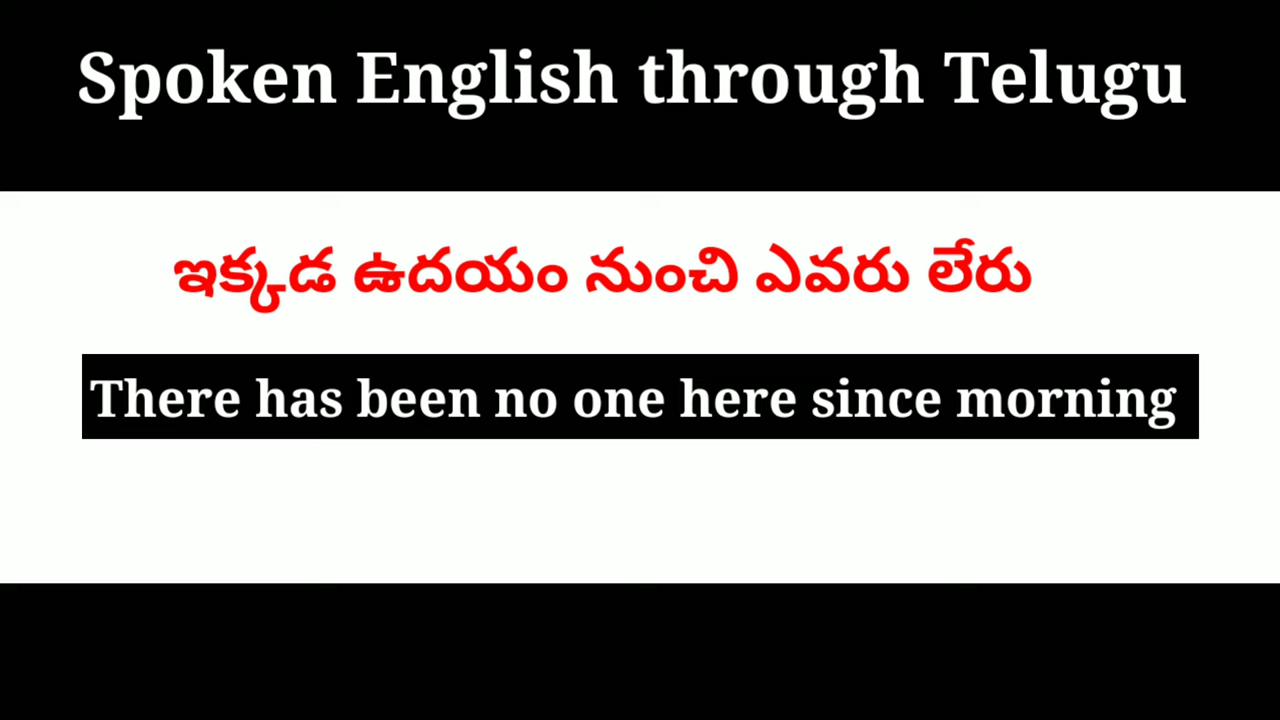 Spoken English through Telugu
ఇక్కడ ఉదయం నుంచి ఎవరు లేరు
There has been no one here since morning